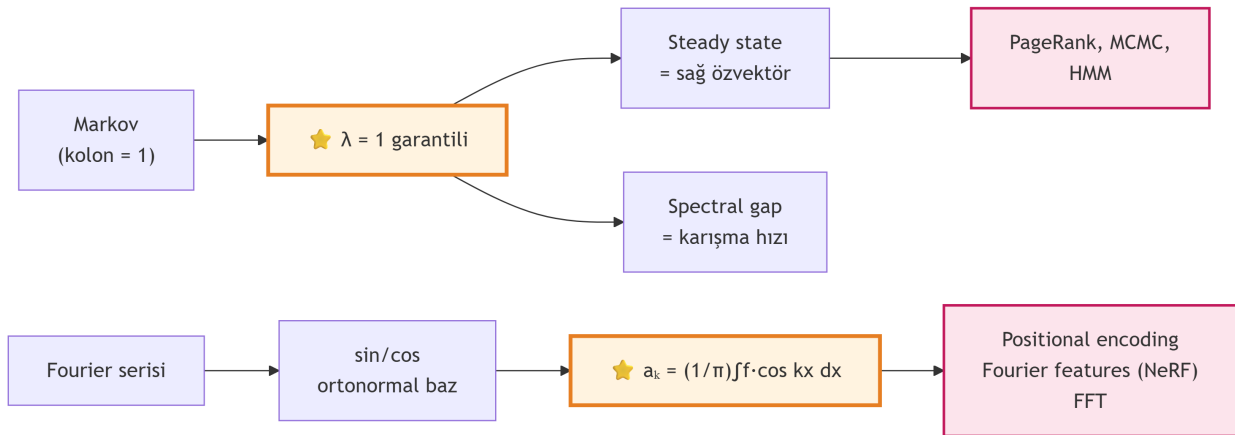 Markov
(kolon = 1)
⭐ λ = 1 garantili
Steady state
= sağ özvektör
PageRank, MCMC,
HMM
Spectral gap
= karışma hızı
Fourier serisi
sin/cos
ortonormal baz
⭐ aₖ = (1/π)∫f·cos kx dx
Positional encoding
Fourier features (NeRF)
FFT